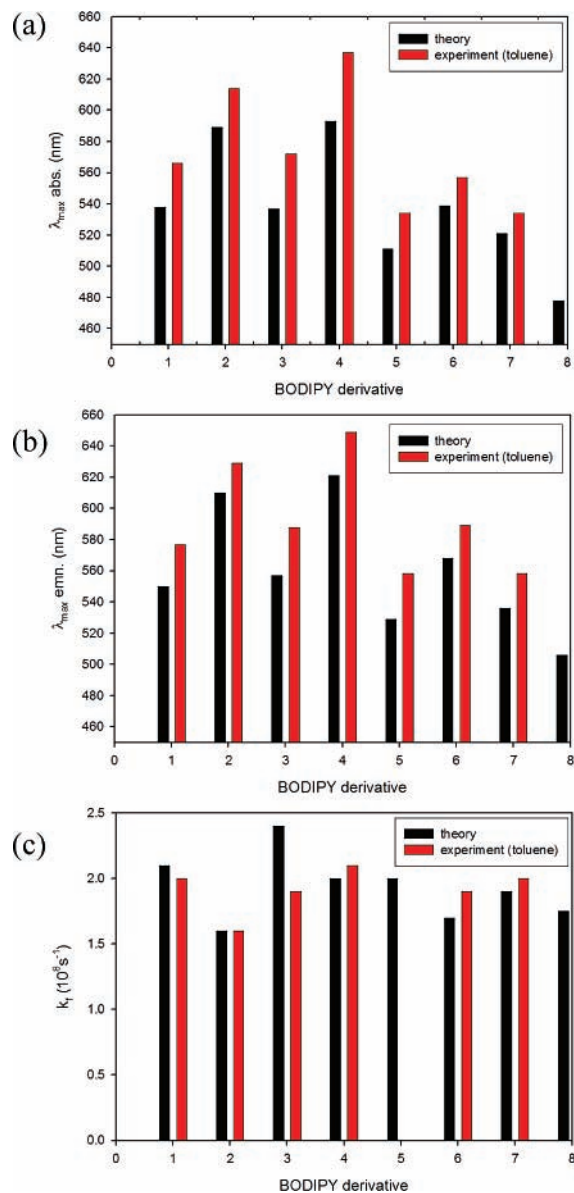 (a)
660
640
620
600
580
560
540
520
500
480
460
λmax abs. (nm)
theory
experiment (toluene)
0 1 2 3 4 5 6 7 8
BODIPY derivative
(b)
660
640
620
600
580
560
540
520
500
480
460
λmax emn. (nm)
theory
experiment (toluene)
0 1 2 3 4 5 6 7 8
BODIPY derivative
(c)
2.5
2.0
1.5
1.0
0.5
0.0
kf (10⁸s⁻¹)
theory
experiment (toluene)
0 1 2 3 4 5 6 7 8
BODIPY derivative